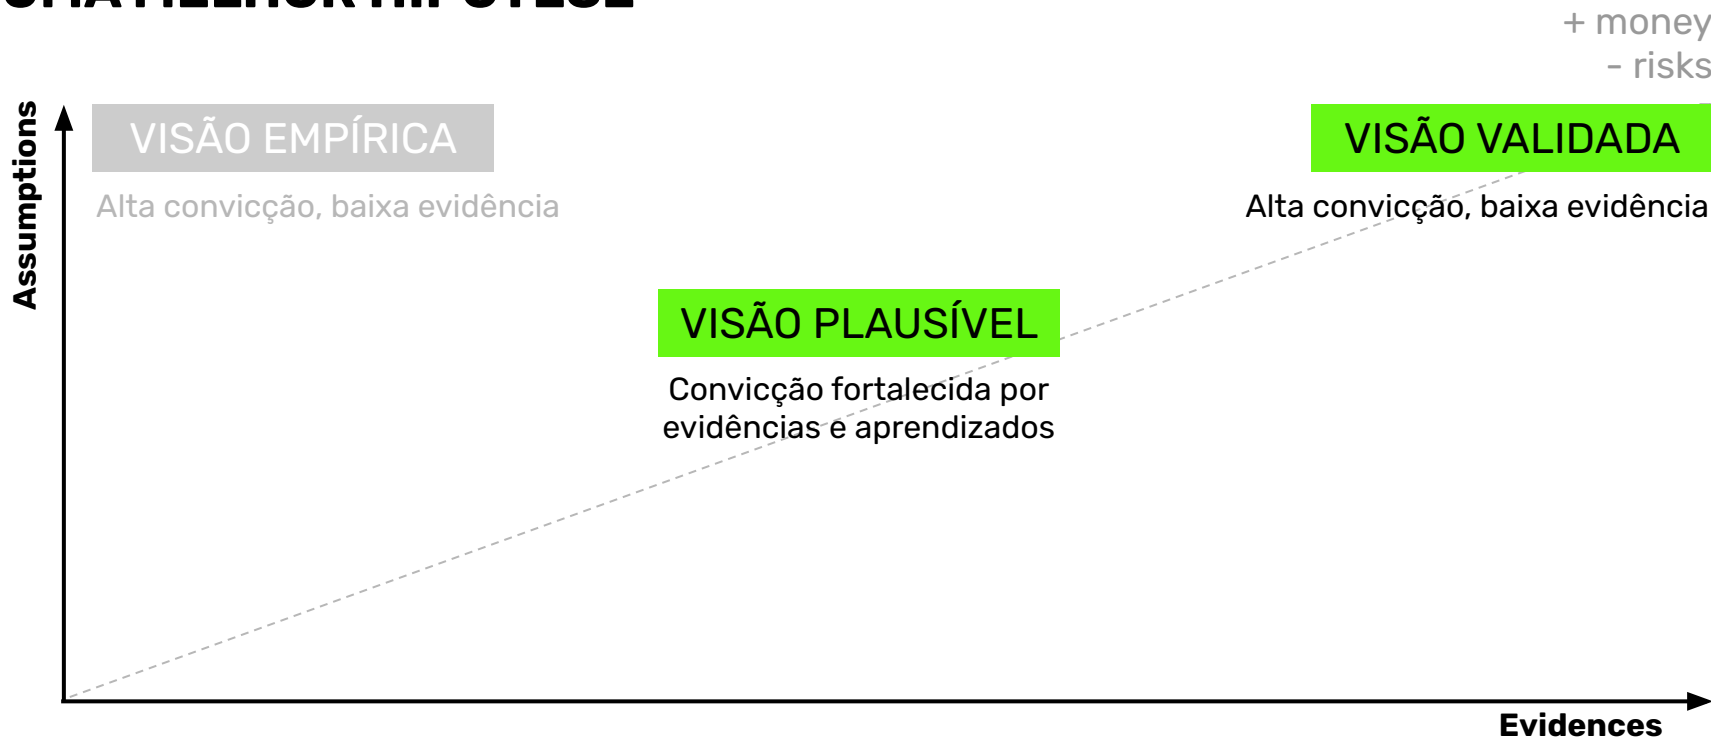 + money
- risks
Assumptions
VISÃO EMPÍRICA
Alta convicção, baixa evidência
VISÃO VALIDADA
Alta convicção, baixa evidência
VISÃO PLAUSÍVEL
Convicção fortalecida por
evidências e aprendizados
Evidences